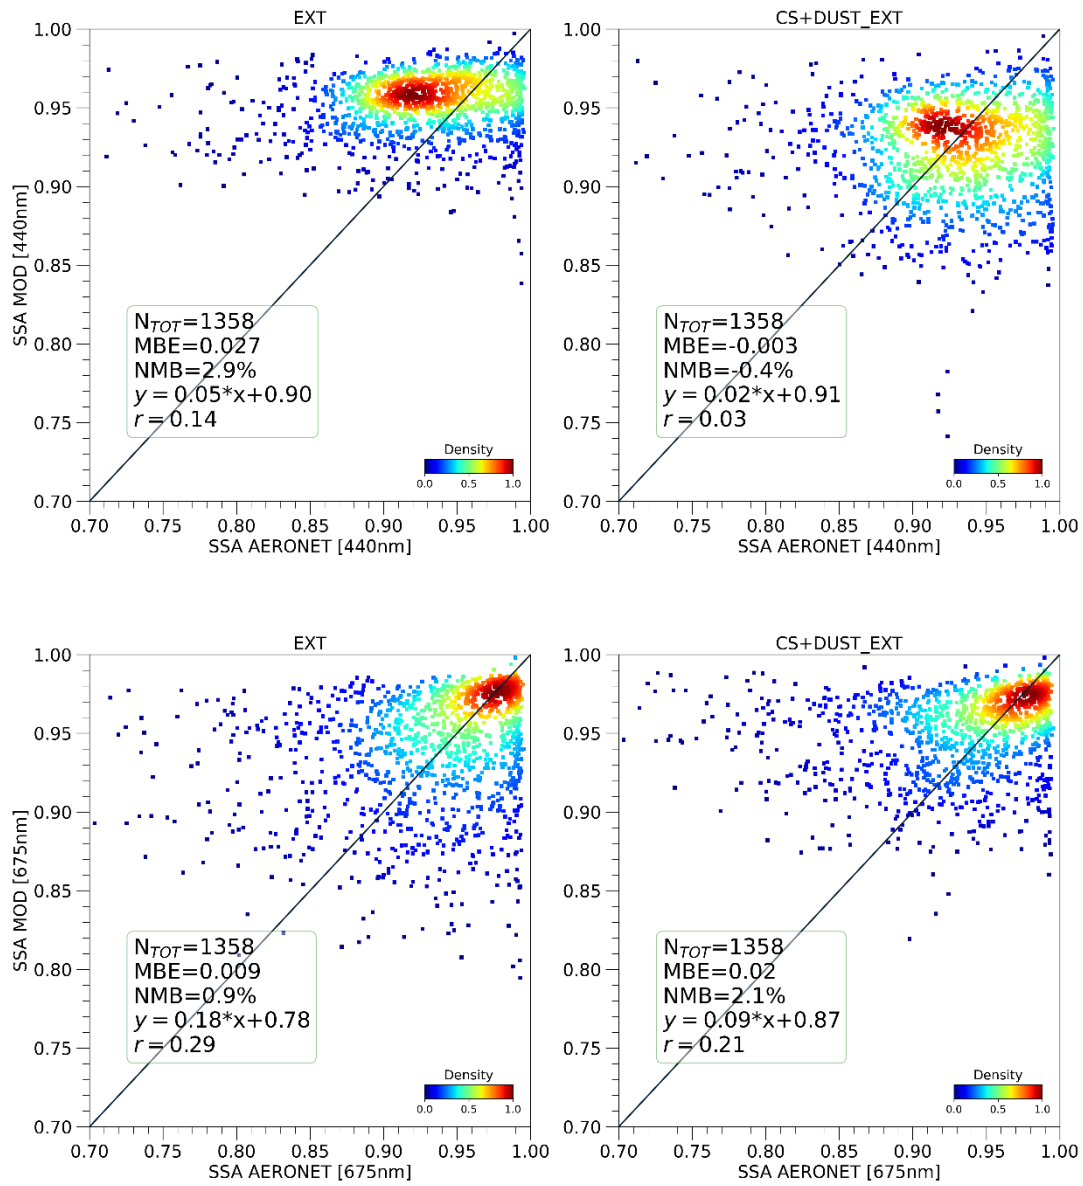 EXT
1.00
0.95
0.90
0.85
0.80
0.75
0.70
SSA MOD [440nm]
N_TOT=1358
MBE=0.027
NMB=2.9%
y = 0.05*x+0.90
r = 0.14
Density
0.0 0.5 1.0
0.70 0.75 0.80 0.85 0.90 0.95 1.00
SSA AERONET [440nm]
CS+DUST_EXT
1.00
0.95
0.90
0.85
0.80
0.75
0.70
N_TOT=1358
MBE=-0.003
NMB=-0.4%
y = 0.02*x+0.91
r = 0.03
Density
0.0 0.5 1.0
0.70 0.75 0.80 0.85 0.90 0.95 1.00
SSA AERONET [440nm]
EXT
1.00
0.95
0.90
0.85
0.80
0.75
0.70
SSA MOD [675nm]
N_TOT=1358
MBE=0.009
NMB=0.9%
y = 0.18*x+0.78
r = 0.29
Density
0.0 0.5 1.0
0.70 0.75 0.80 0.85 0.90 0.95 1.00
SSA AERONET [675nm]
CS+DUST_EXT
1.00
0.95
0.90
0.85
0.80
0.75
0.70
N_TOT=1358
MBE=0.02
NMB=2.1%
y = 0.09*x+0.87
r = 0.21
Density
0.0 0.5 1.0
0.70 0.75 0.80 0.85 0.90 0.95 1.00
SSA AERONET [675nm]